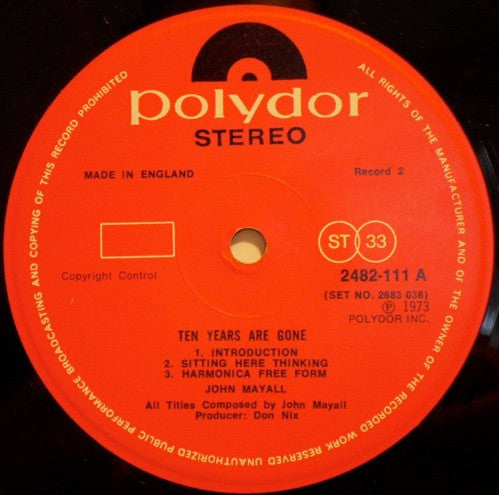 polydor
STEREO
MADE IN ENGLAND
Record 2
Copyright Control
ST 33
2482-111 A
(SET NO. 2683 036)
℗ 1973
POLYDOR INC.
TEN YEARS ARE GONE
1. INTRODUCTION
2. SITTING HERE THINKING
3. HARMONICA FREE FORM
JOHN MAYALL
All Titles Composed by John Mayall
Producer: Don Nix
ALL RIGHTS OF THE MANUFACTURER AND OF THE OWNER OF THE RECORDED WORK RESERVED UNAUTHORIZED PUBLIC PERFORMANCE BROADCASTING AND COPYING OF THIS RECORD PROHIBITED